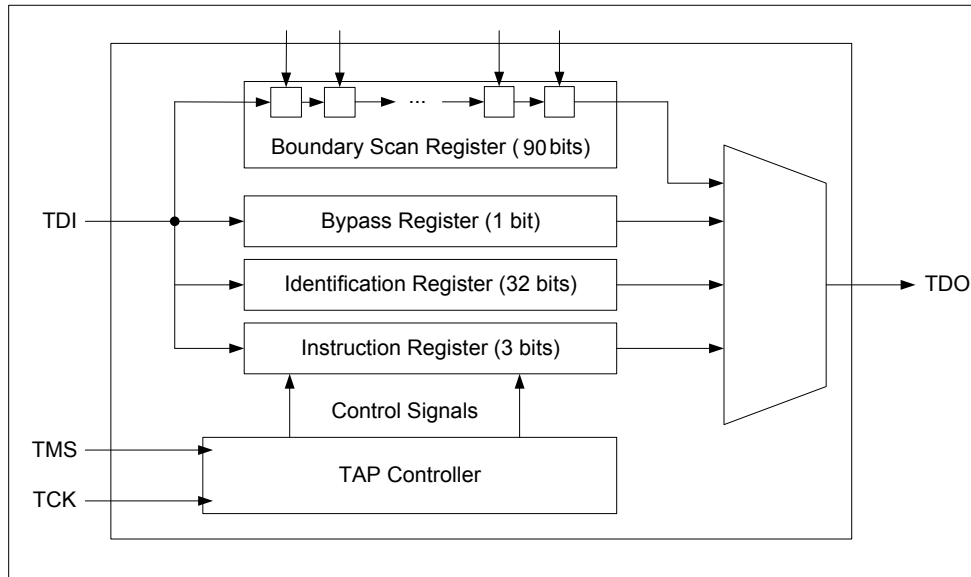 ...
Boundary Scan Register ( 90 bits)
TDI
Bypass Register (1 bit)
Identification Register (32 bits)
TDO
Instruction Register (3 bits)
Control Signals
TMS
TAP Controller
TCK